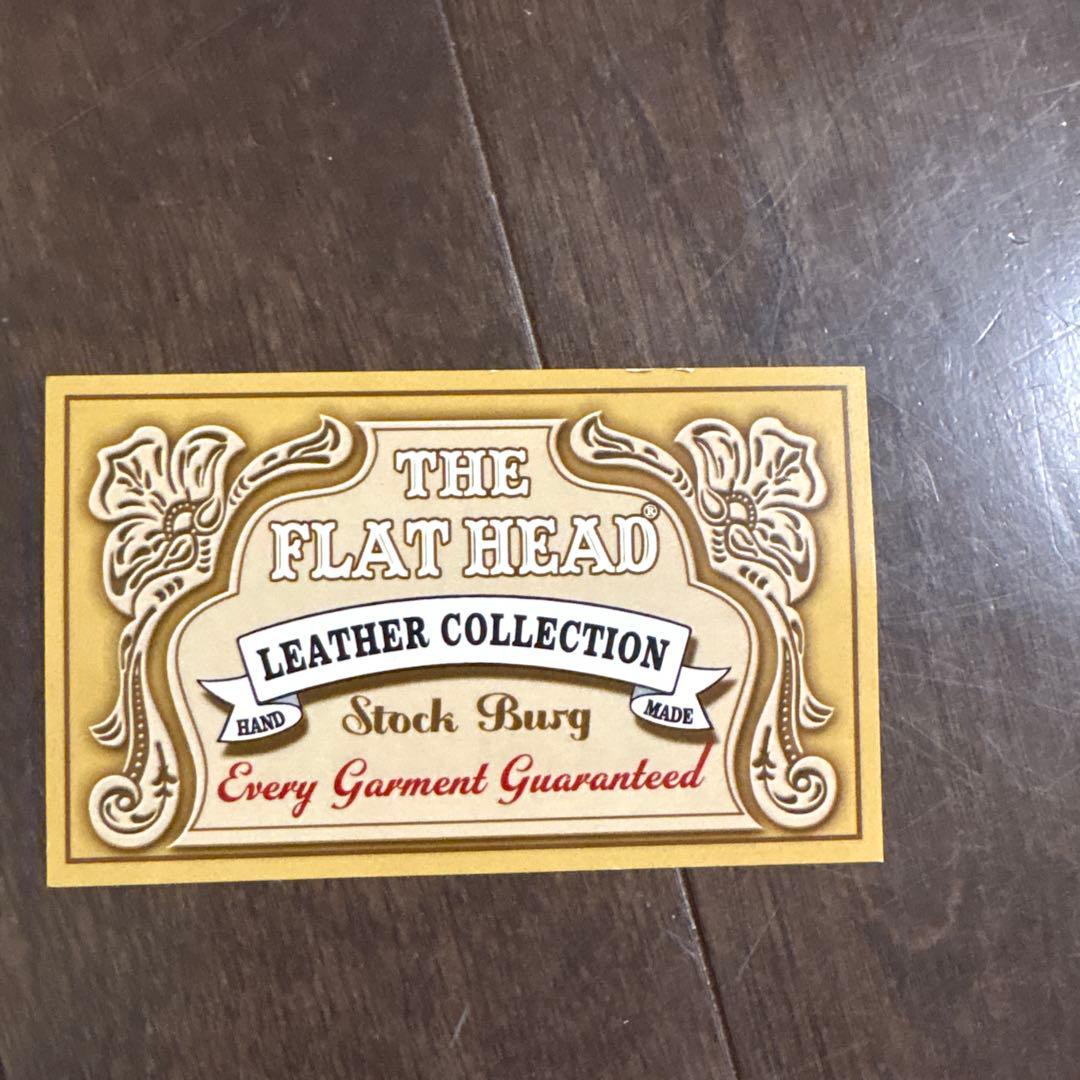 THE
FLAT HEAD®
LEATHER COLLECTION
HAND MADE
Stock Burg
Every Garment Guaranteed